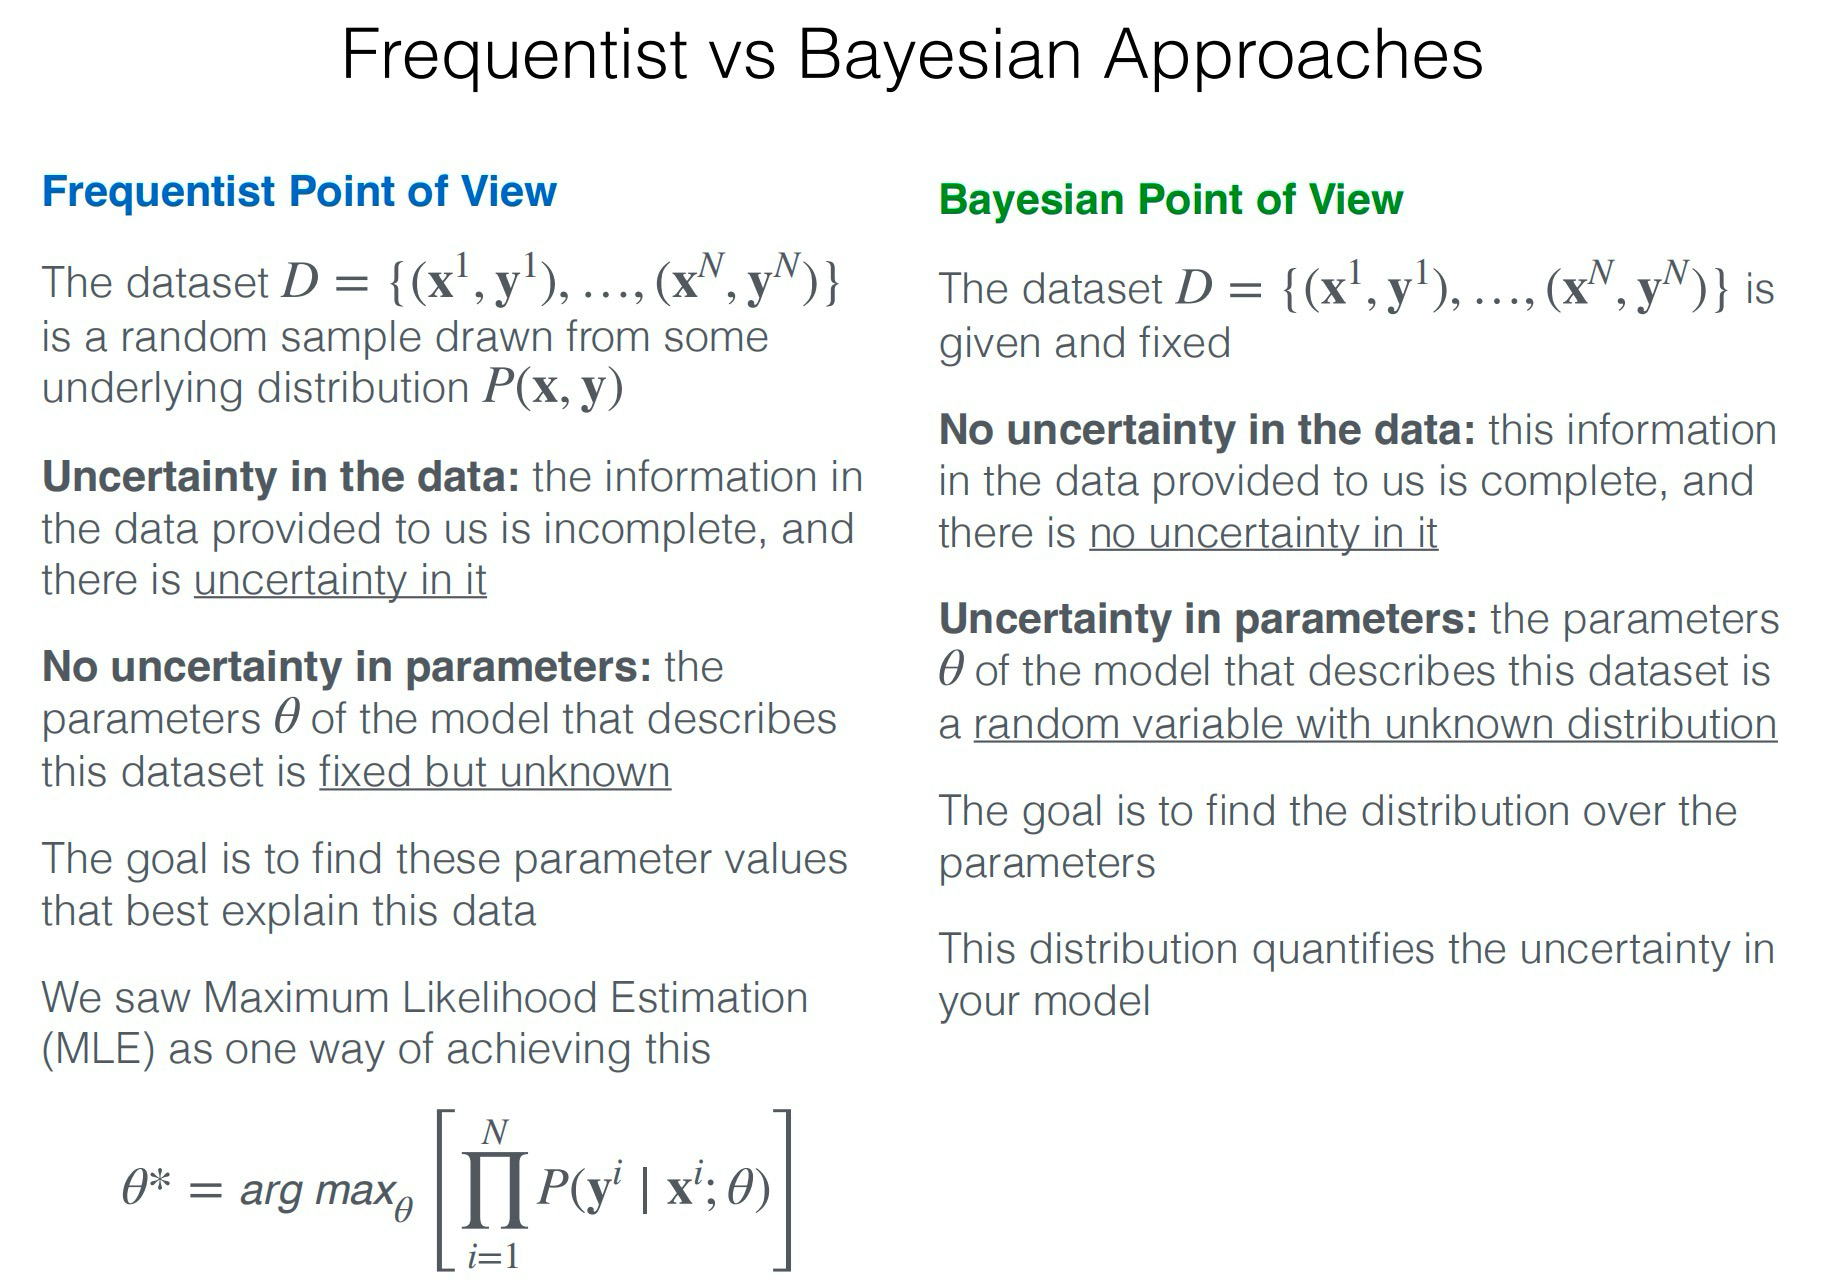 Frequentist vs Bayesian Approaches
Frequentist Point of View
The dataset D = {(x¹, y¹), …, (x^N, y^N)}
is a random sample drawn from some
underlying distribution P(x, y)
Uncertainty in the data: the information in
the data provided to us is incomplete, and
there is uncertainty in it
No uncertainty in parameters: the
parameters θ of the model that describes
this dataset is fixed but unknown
The goal is to find these parameter values
that best explain this data
We saw Maximum Likelihood Estimation
(MLE) as one way of achieving this
θ* = arg max_θ [∏_{i=1}^{N} P(y^i | x^i; θ)]
Bayesian Point of View
The dataset D = {(x¹, y¹), …, (x^N, y^N)} is
given and fixed
No uncertainty in the data: this information
in the data provided to us is complete, and
there is no uncertainty in it
Uncertainty in parameters: the parameters
θ of the model that describes this dataset is
a random variable with unknown distribution
The goal is to find the distribution over the
parameters
This distribution quantifies the uncertainty in
your model